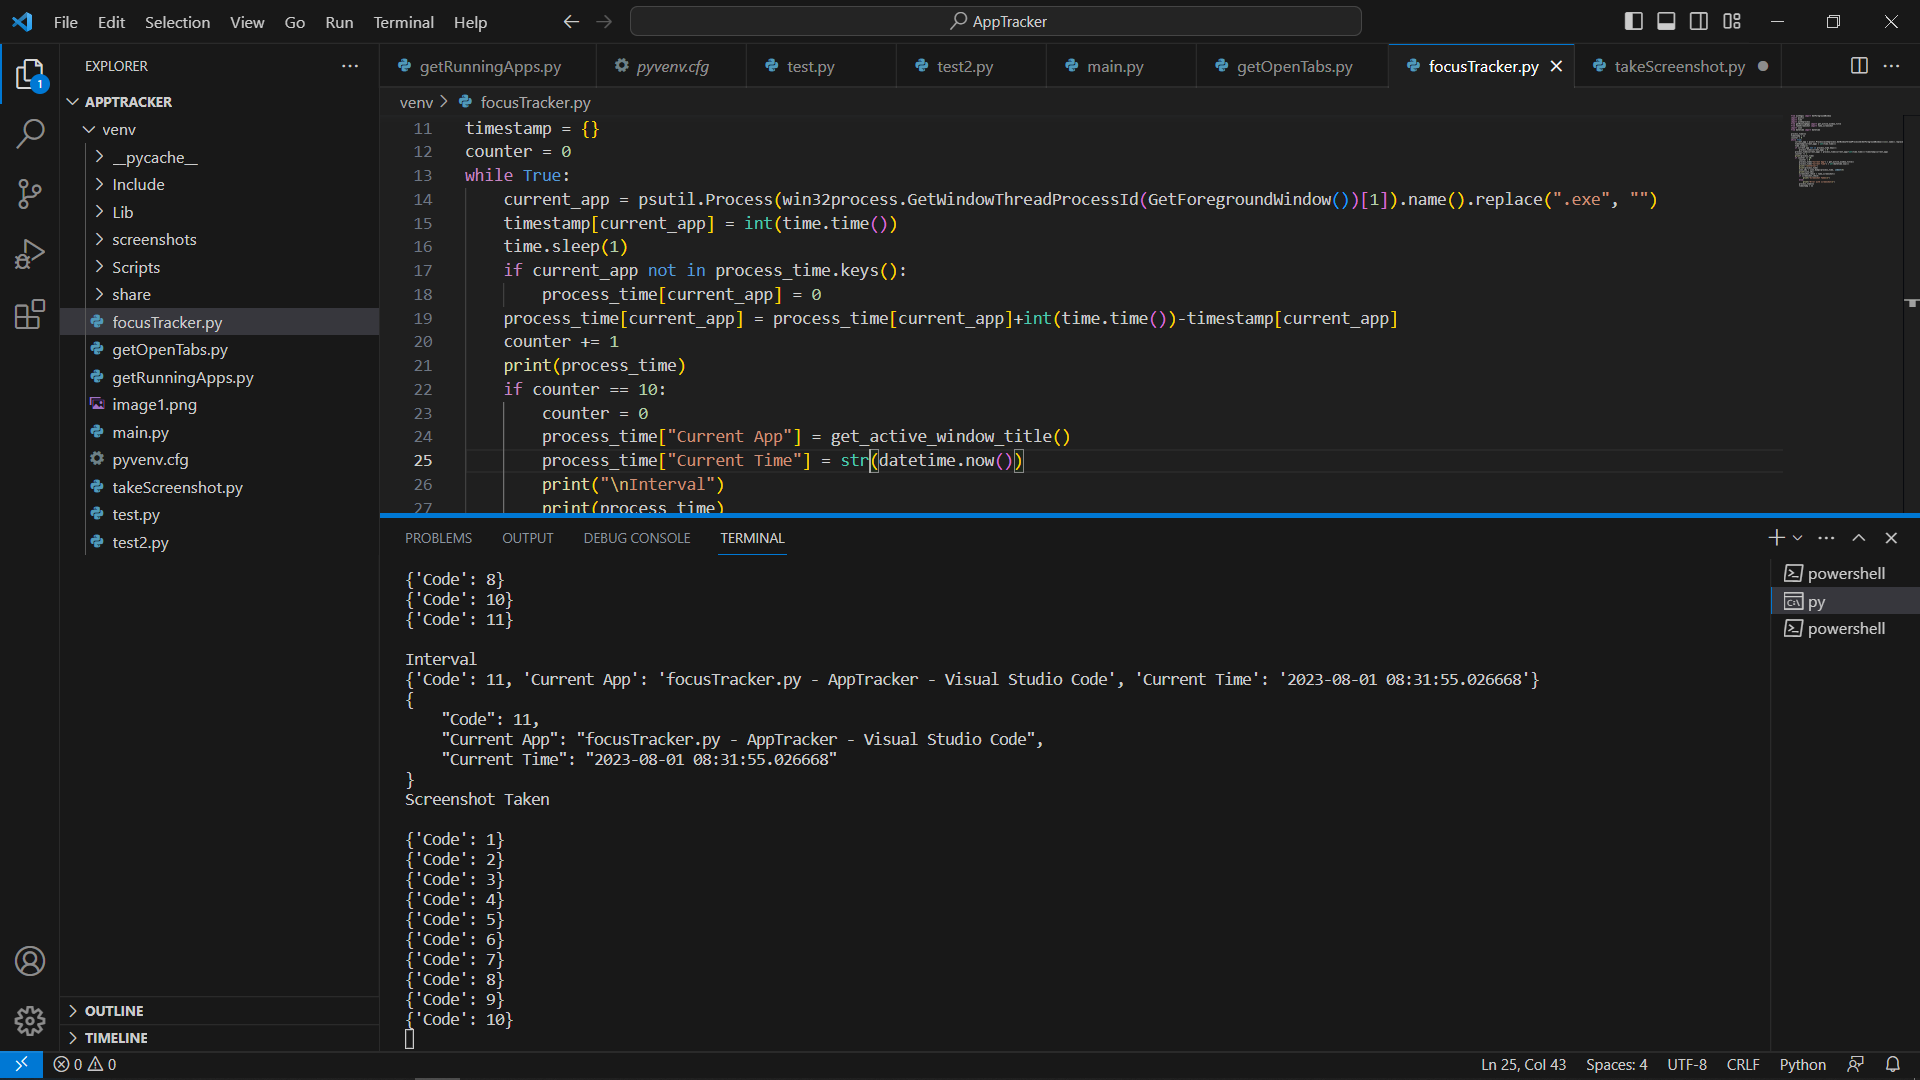 File Edit Selection View Go Run Terminal Help
AppTracker
EXPLORER
APPTRACKER
venv
__pycache__
Include
Lib
screenshots
Scripts
share
focusTracker.py
getOpenTabs.py
getRunningApps.py
image1.png
main.py
pyvenv.cfg
takeScreenshot.py
test.py
test2.py
OUTLINE
TIMELINE
1
getRunningApps.py pyvenv.cfg test.py test2.py main.py getOpenTabs.py focusTracker.py takeScreenshot.py
venv > focusTracker.py
11 timestamp = {}
12 counter = 0
13 while True:
14 current_app = psutil.Process(win32process.GetWindowThreadProcessId(GetForegroundWindow())[1]).name().replace(".exe", "")
15 timestamp[current_app] = int(time.time())
16 time.sleep(1)
17 if current_app not in process_time.keys():
18 process_time[current_app] = 0
19 process_time[current_app] = process_time[current_app]+int(time.time())-timestamp[current_app]
20 counter += 1
21 print(process_time)
22 if counter == 10:
23 counter = 0
24 process_time["Current App"] = get_active_window_title()
25 process_time["Current Time"] = str(datetime.now())
26 print("\nInterval")
27 print(process_time)
PROBLEMS OUTPUT DEBUG CONSOLE TERMINAL
{'Code': 8}
{'Code': 10}
{'Code': 11}
Interval
{'Code': 11, 'Current App': 'focusTracker.py - AppTracker - Visual Studio Code', 'Current Time': '2023-08-01 08:31:55.026668'}
{
"Code": 11,
"Current App": "focusTracker.py - AppTracker - Visual Studio Code",
"Current Time": "2023-08-01 08:31:55.026668"
}
Screenshot Taken
{'Code': 1}
{'Code': 2}
{'Code': 3}
{'Code': 4}
{'Code': 5}
{'Code': 6}
{'Code': 7}
{'Code': 8}
{'Code': 9}
{'Code': 10}
powershell
py
powershell
0 0
Ln 25, Col 43 Spaces: 4 UTF-8 CRLF Python